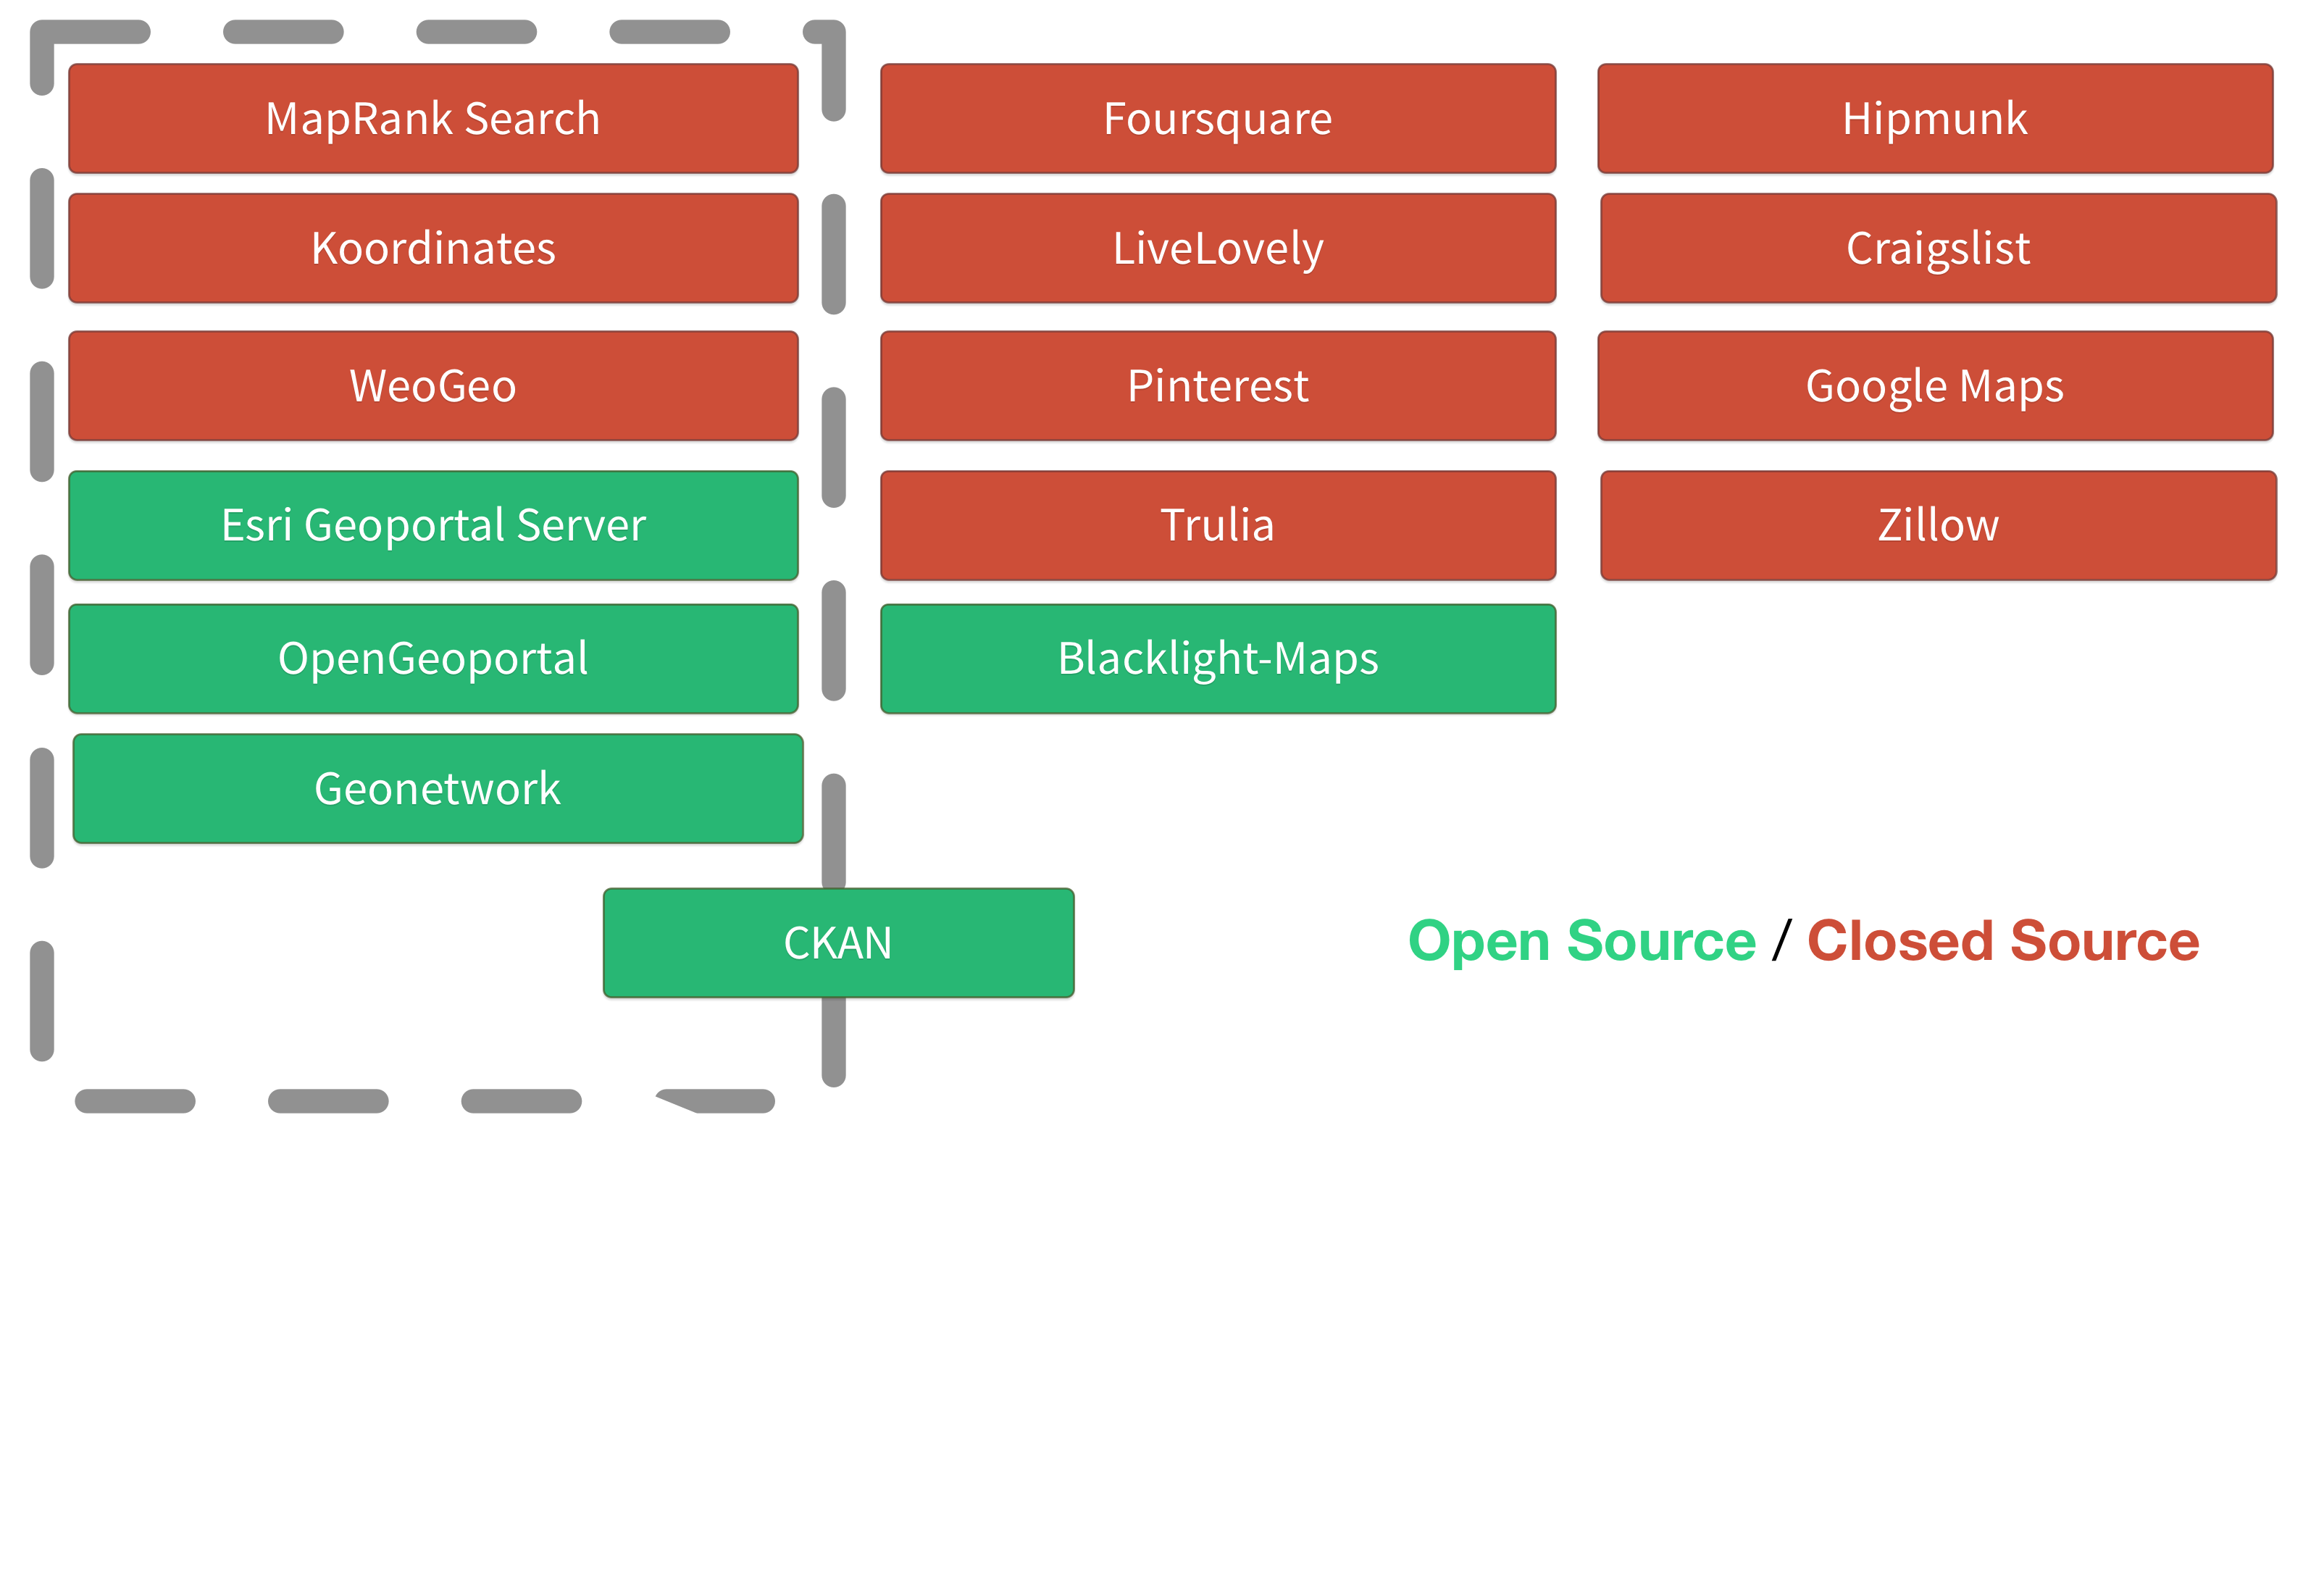 MapRank Search
Foursquare
Hipmunk
Koordinates
LiveLovely
Craigslist
WeoGeo
Pinterest
Google Maps
Esri Geoportal Server
Trulia
Zillow
OpenGeoportal
Blacklight-Maps
Geonetwork
CKAN
Open Source / Closed Source